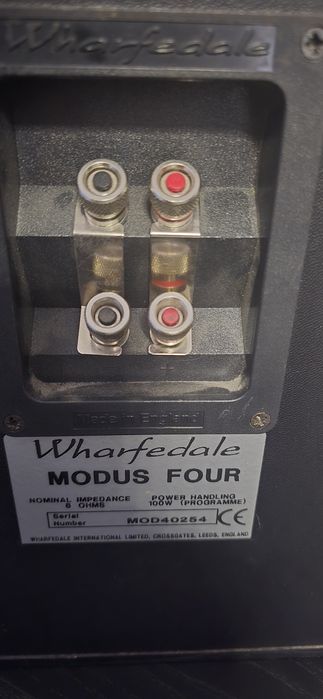 Wharfedale
- +
Made in England
Wharfedale
MODUS FOUR
NOMINAL IMPEDANCE POWER HANDLING
6 OHMS 100W (PROGRAMME)
Serial
Number MOD40254 CE
WHARFEDALE INTERNATIONAL LIMITED, CROSSGATES, LEEDS, ENGLAND